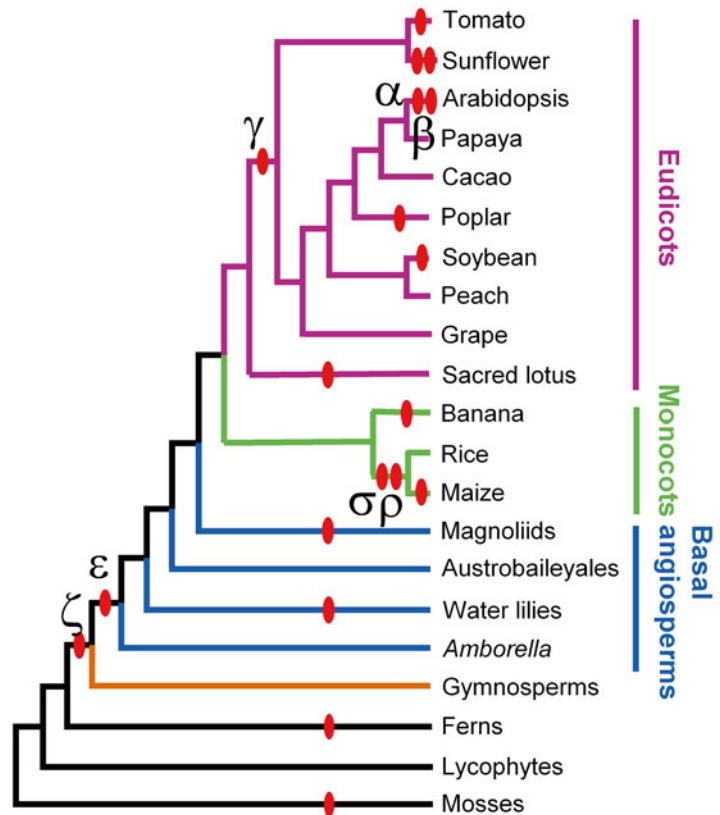 Tomato
Sunflower
α Arabidopsis
β Papaya
γ
Cacao
Poplar
Soybean
Peach
Grape
Sacred lotus
Eudicots
Banana
Rice
Maize
σρ
Monocots
Magnoliids
Austrobaileyales
Water lilies
Amborella
Basal
angiosperms
ε
ζ
Gymnosperms
Ferns
Lycophytes
Mosses